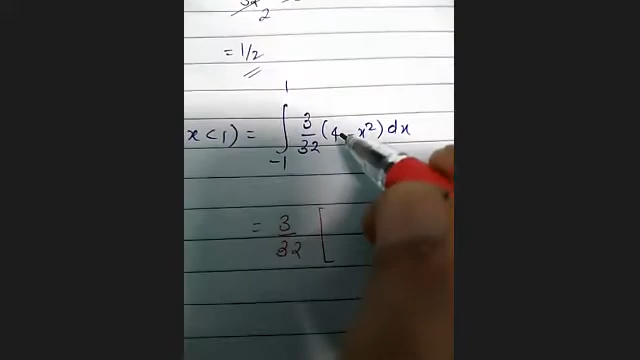 = 1/2
x < 1) = ∫₋₁¹ 3/32 (4 - x²) dx
= 3/32 [